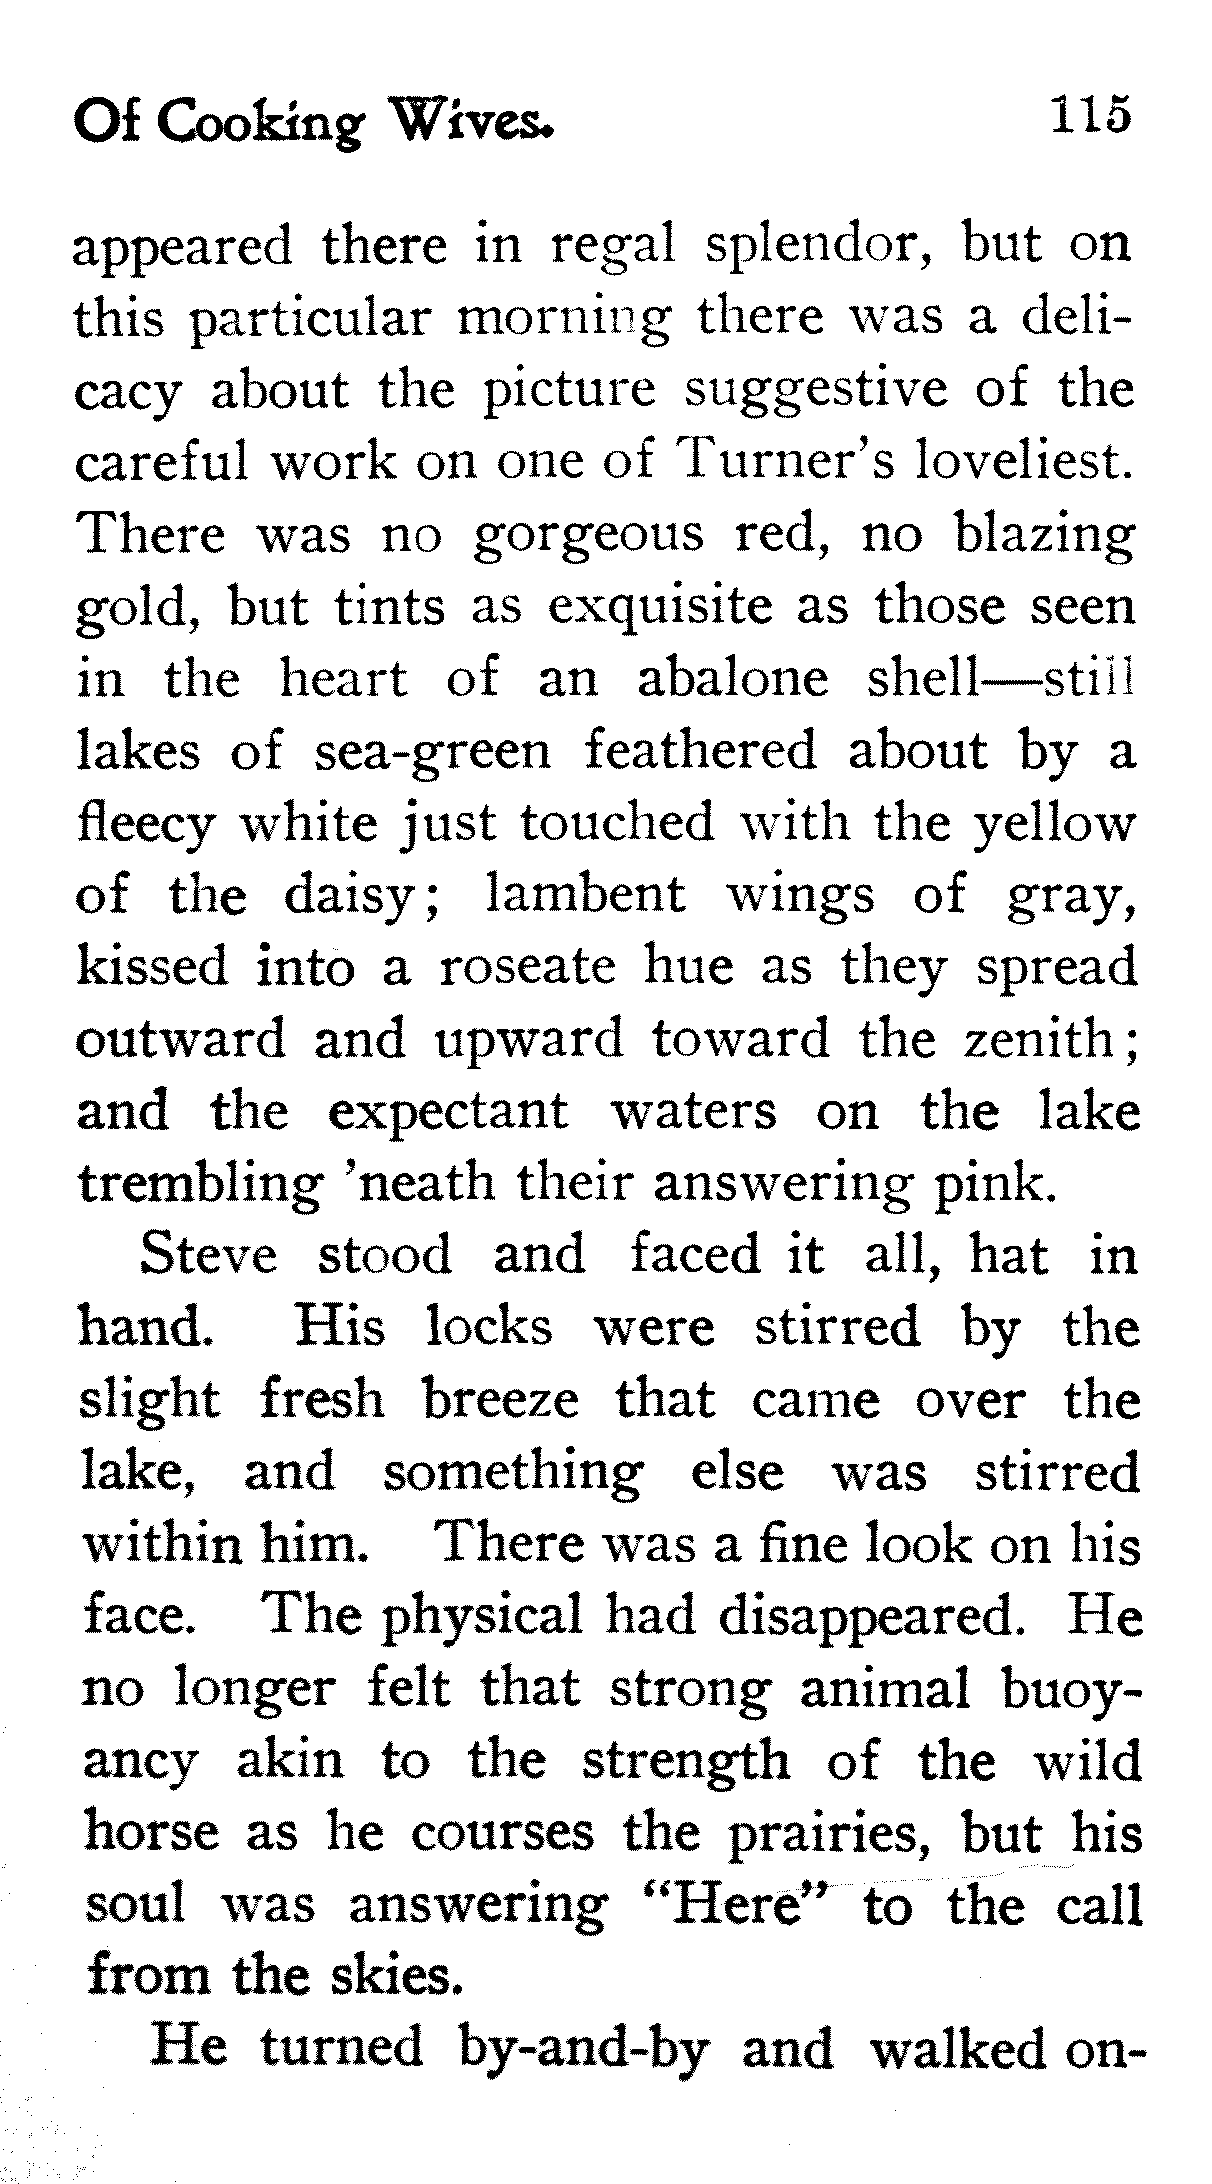 Of Cooking Wives. 115
appeared there in regal splendor, but on
this particular morning there was a deli-
cacy about the picture suggestive of the
careful work on one of Turner's loveliest.
There was no gorgeous red, no blazing
gold, but tints as exquisite as those seen
in the heart of an abalone shell—still
lakes of sea-green feathered about by a
fleecy white just touched with the yellow
of the daisy; lambent wings of gray,
kissed into a roseate hue as they spread
outward and upward toward the zenith;
and the expectant waters on the lake
trembling 'neath their answering pink.
Steve stood and faced it all, hat in
hand. His locks were stirred by the
slight fresh breeze that came over the
lake, and something else was stirred
within him. There was a fine look on his
face. The physical had disappeared. He
no longer felt that strong animal buoy-
ancy akin to the strength of the wild
horse as he courses the prairies, but his
soul was answering “Here” to the call
from the skies.
He turned by-and-by and walked on-